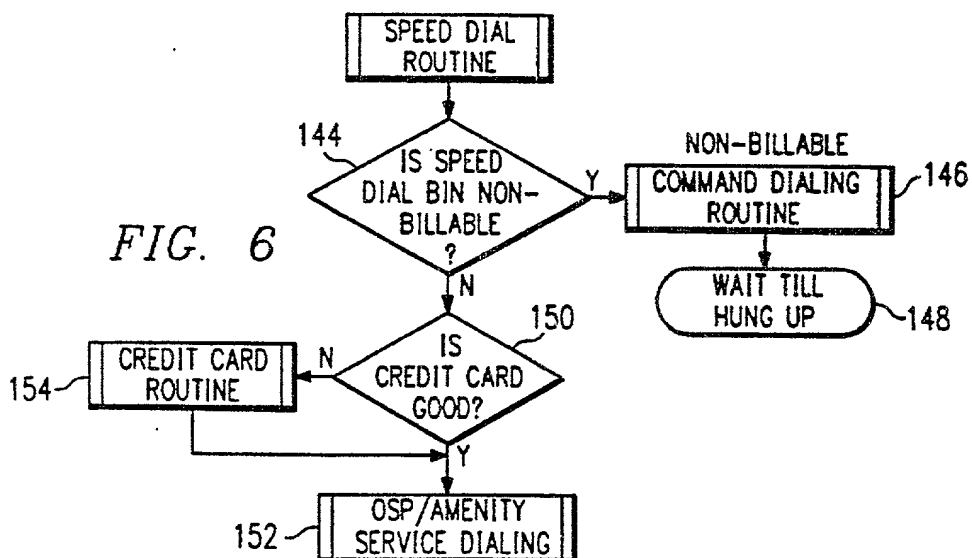 SPEED DIAL
ROUTINE
144
IS SPEED
DIAL BIN NON-
BILLABLE
?
Y
NON-BILLABLE
COMMAND DIALING
ROUTINE
146
FIG. 6
N
WAIT TILL
HUNG UP
148
150
IS
CREDIT CARD
GOOD?
N
CREDIT CARD
ROUTINE
154
Y
OSP/AMENITY
SERVICE DIALING
152